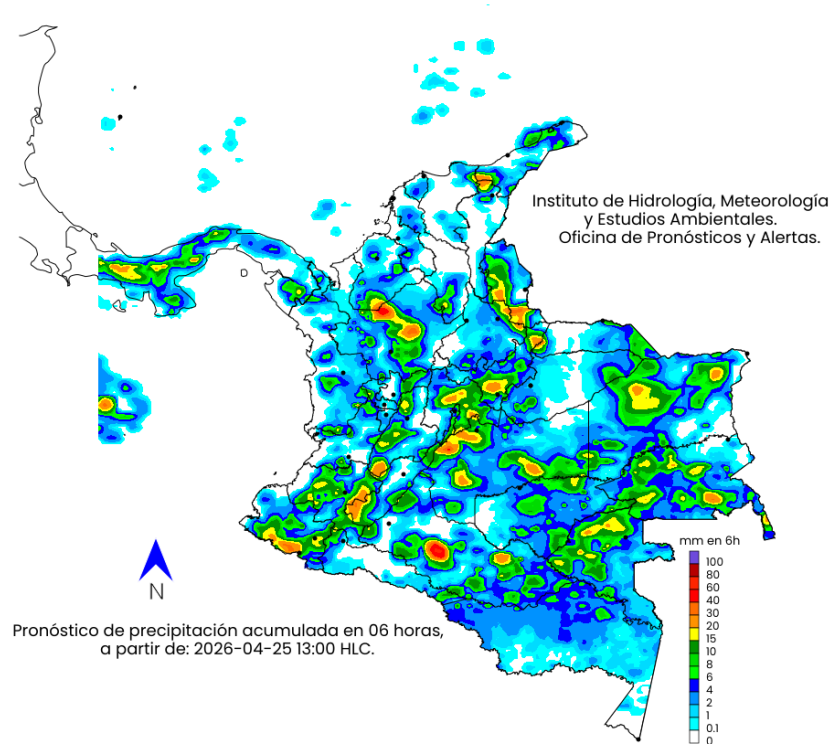 Instituto de Hidrología, Meteorología
y Estudios Ambientales.
Oficina de Pronósticos y Alertas.
mm en 6h
100
80
60
40
30
20
15
10
8
6
4
2
1
0.1
0
N
Pronóstico de precipitación acumulada en 06 horas,
a partir de: 2026-04-25 13:00 HLC.